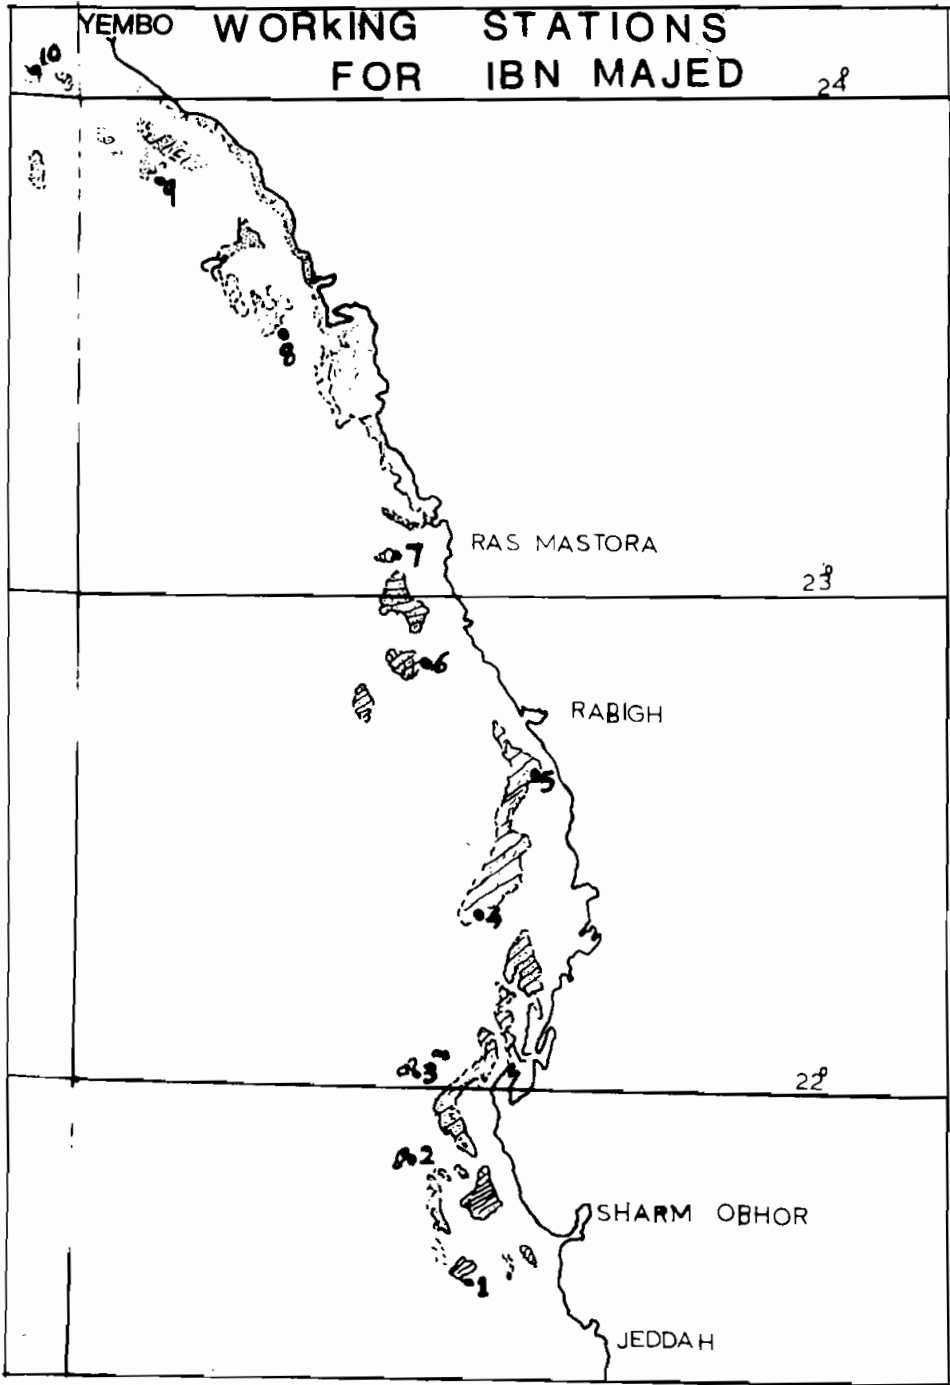 YEMBO WORKING STATIONS
FOR IBN MAJED
10
24°
9
8
RAS MASTORA
7
23°
6
RABIGH
5
4
3
22°
2
SHARM OBHOR
1
JEDDAH